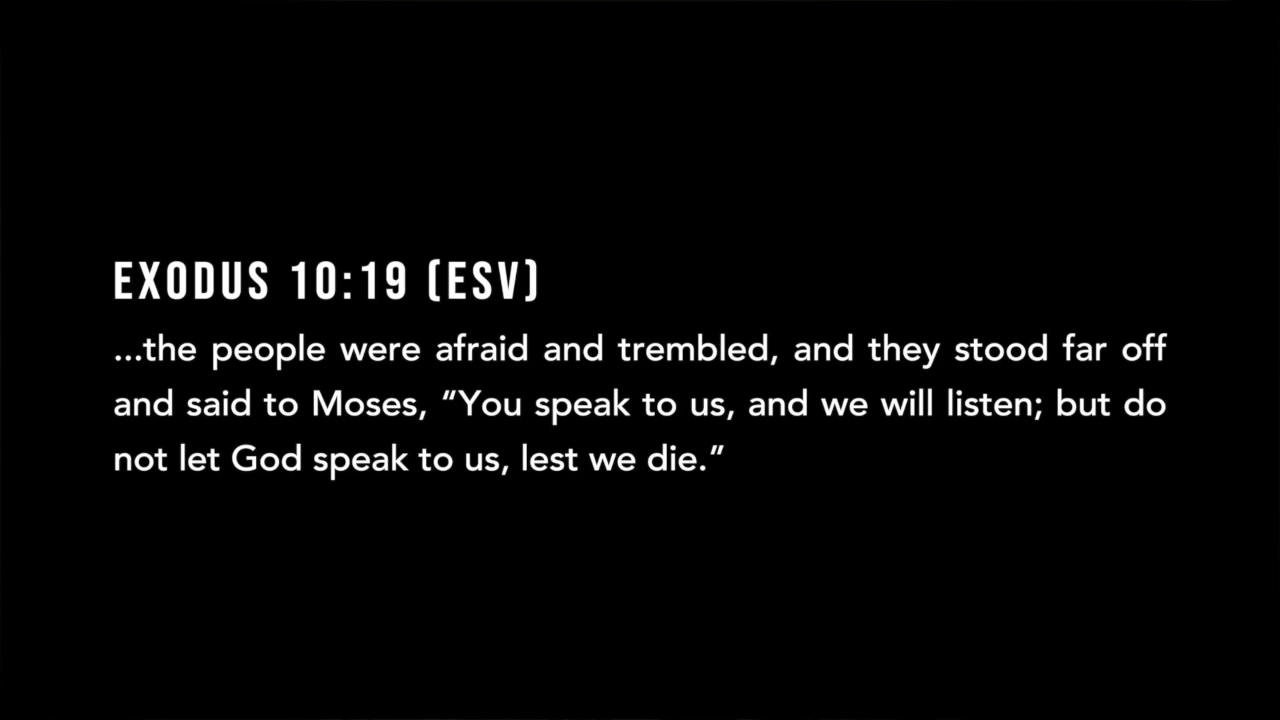 EXODUS 10:19 (ESV)
...the people were afraid and trembled, and they stood far off
and said to Moses, “You speak to us, and we will listen; but do
not let God speak to us, lest we die.”